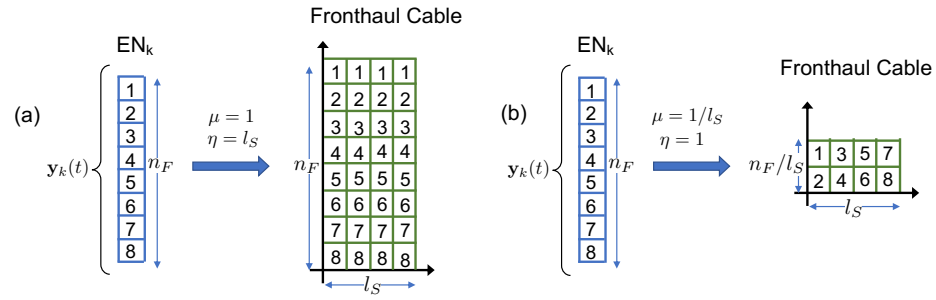 Fronthaul Cable
EN_k
(a)
y_k(t)
1
2
3
4
5
6
7
8
n_F
μ = 1
η = l_S
n_F
1 1 1 1
2 2 2 2
3 3 3 3
4 4 4 4
5 5 5 5
6 6 6 6
7 7 7 7
8 8 8 8
l_S
EN_k
(b)
y_k(t)
1
2
3
4
5
6
7
8
n_F
μ = 1/l_S
η = 1
Fronthaul Cable
n_F/l_S
1 3 5 7
2 4 6 8
l_S